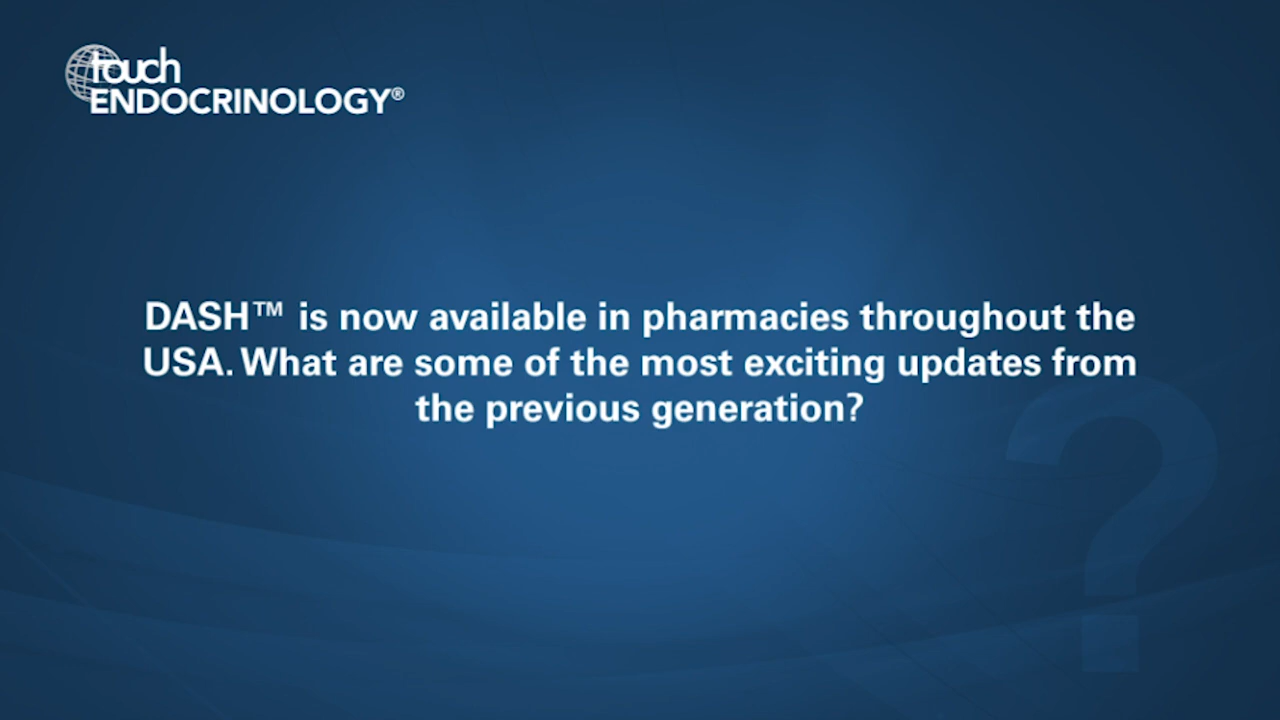 touch
ENDOCRINOLOGY®
DASH™ is now available in pharmacies throughout the
USA. What are some of the most exciting updates from
the previous generation?
?